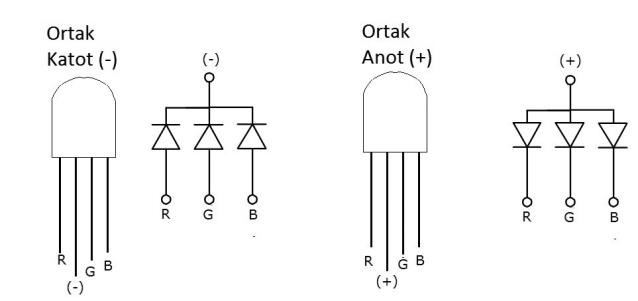 Ortak
Katot (-)
(-)
R G B
R G B
(-)
Ortak
Anot (+)
(+)
R G B
R G B
(+)